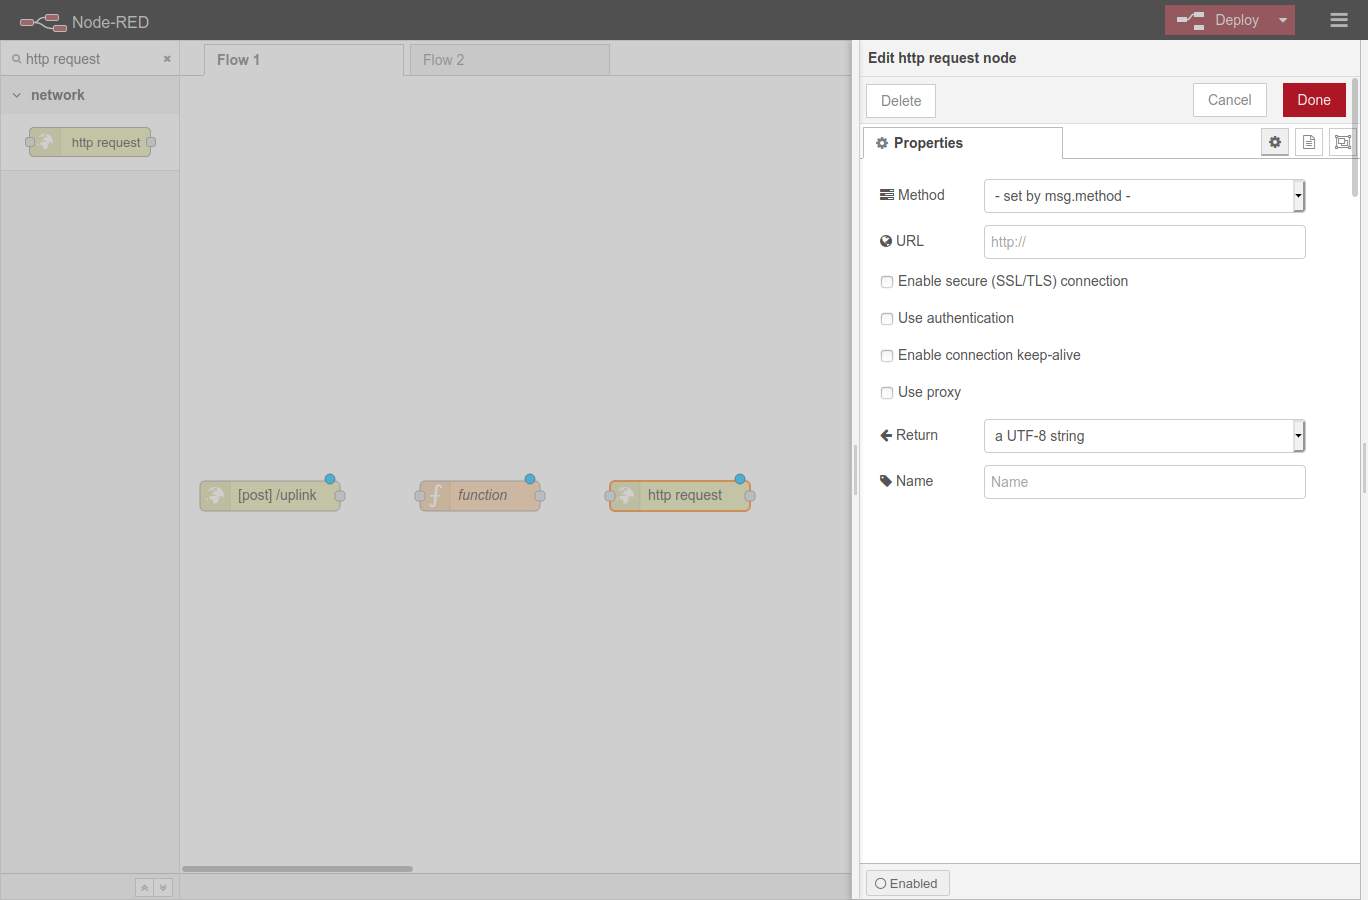 Node-RED
Deploy
http request
Flow 1
Flow 2
network
http request
[post] /uplink
function
http request
Edit http request node
Delete
Cancel
Done
Properties
Method
- set by msg.method -
URL
http://
Enable secure (SSL/TLS) connection
Use authentication
Enable connection keep-alive
Use proxy
Return
a UTF-8 string
Name
Name
Enabled